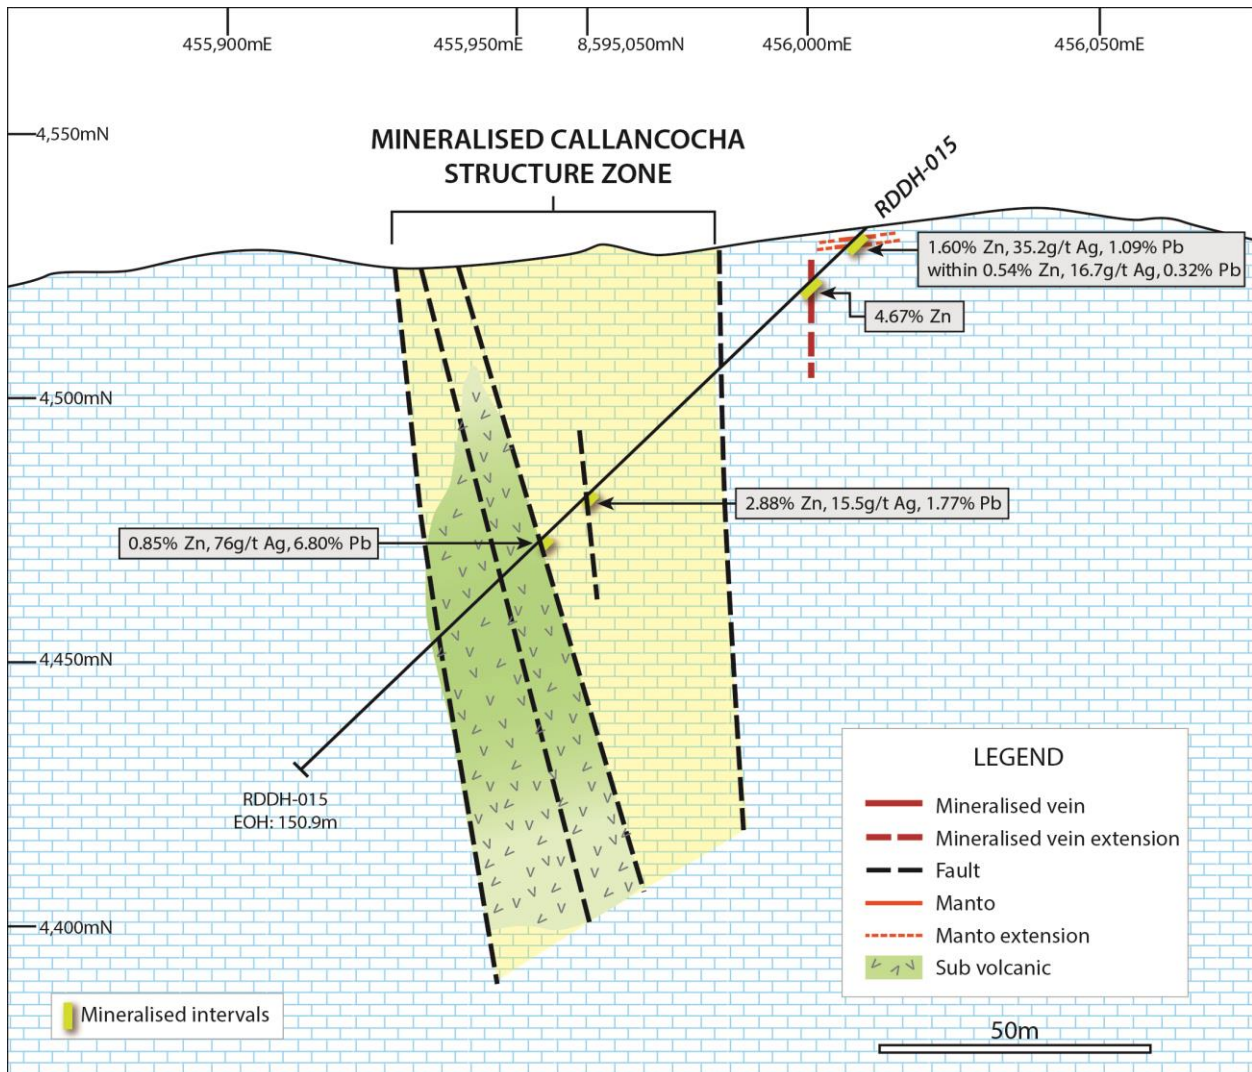 455,900mE
455,950mE
8,595,050mN
456,000mE
456,050mE
4,550mN
MINERALISED CALLANCOCHA
STRUCTURE ZONE
RDDH-015
1.60% Zn, 35.2g/t Ag, 1.09% Pb
within 0.54% Zn, 16.7g/t Ag, 0.32% Pb
4.67% Zn
4,500mN
2.88% Zn, 15.5g/t Ag, 1.77% Pb
0.85% Zn, 76g/t Ag, 6.80% Pb
4,450mN
RDDH-015
EOH: 150.9m
4,400mN
LEGEND
Mineralised vein
Mineralised vein extension
Fault
Manto
Manto extension
Sub volcanic
Mineralised intervals
50m